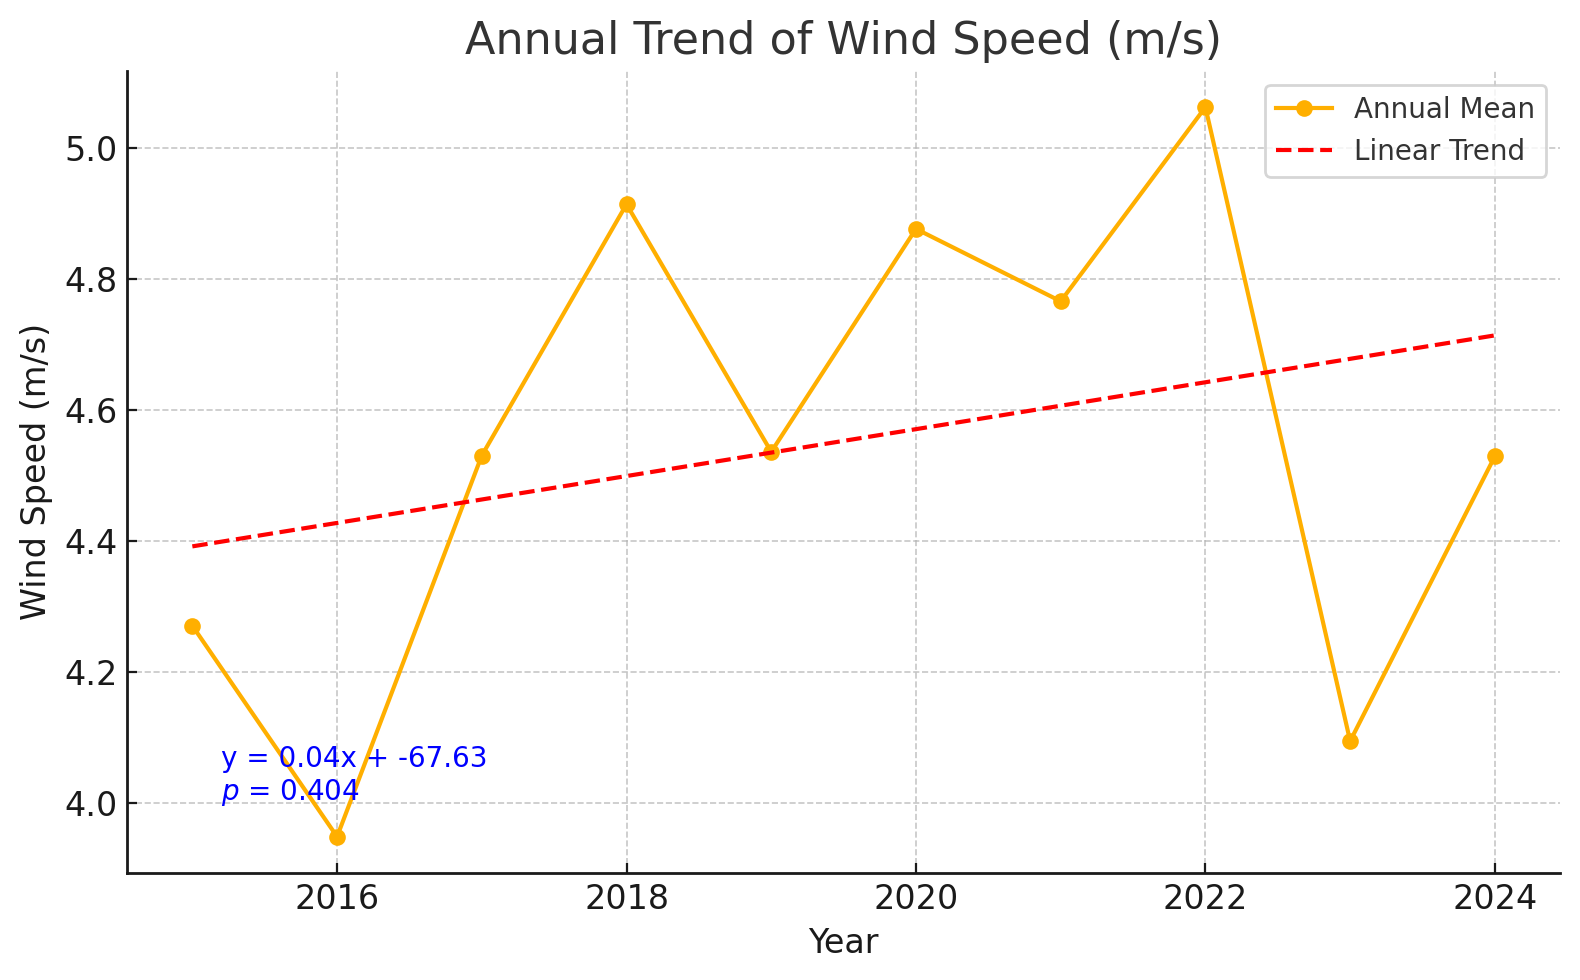 Annual Trend of Wind Speed (m/s)
Annual Mean
Linear Trend
Wind Speed (m/s)
5.0
4.8
4.6
4.4
4.2
4.0
y = 0.04x + -67.63
p = 0.404
2016 2018 2020 2022 2024
Year